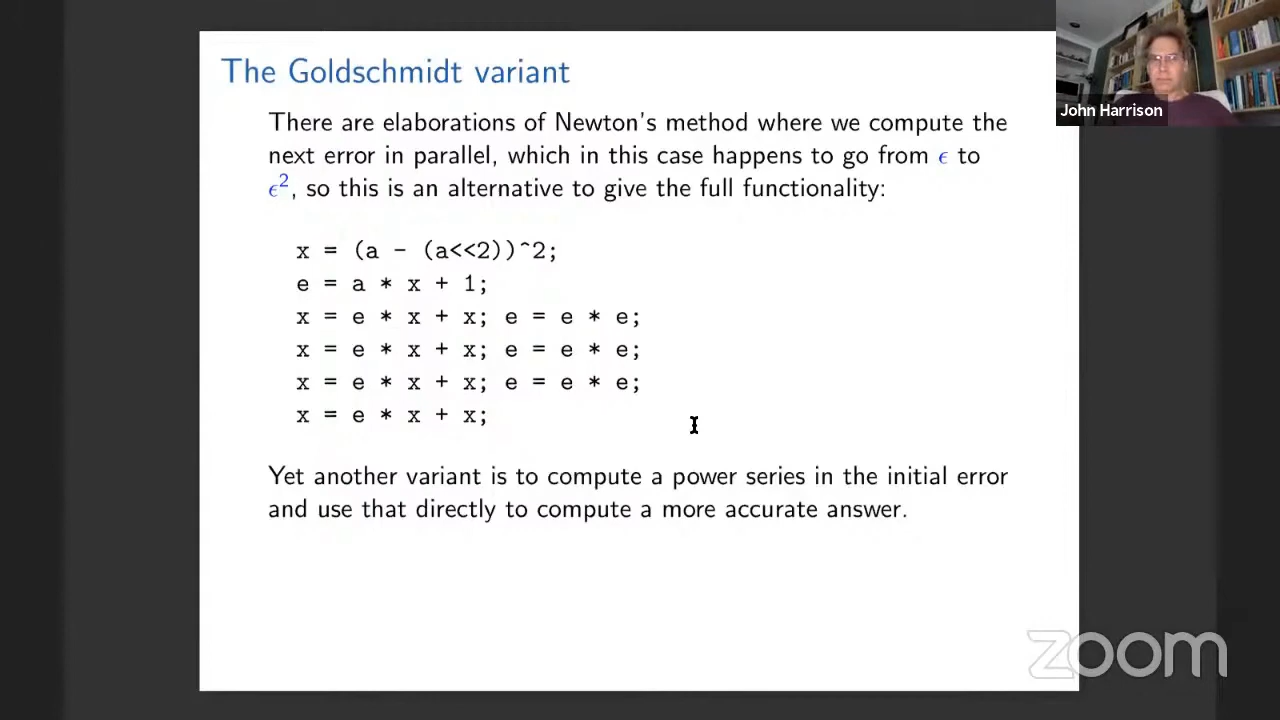 The Goldschmidt variant
John Harrison
There are elaborations of Newton's method where we compute the
next error in parallel, which in this case happens to go from ϵ to
ϵ², so this is an alternative to give the full functionality:
x = (a - (a<<2))^2;
e = a * x + 1;
x = e * x + x; e = e * e;
x = e * x + x; e = e * e;
x = e * x + x; e = e * e;
x = e * x + x;
Yet another variant is to compute a power series in the initial error
and use that directly to compute a more accurate answer.
zoom